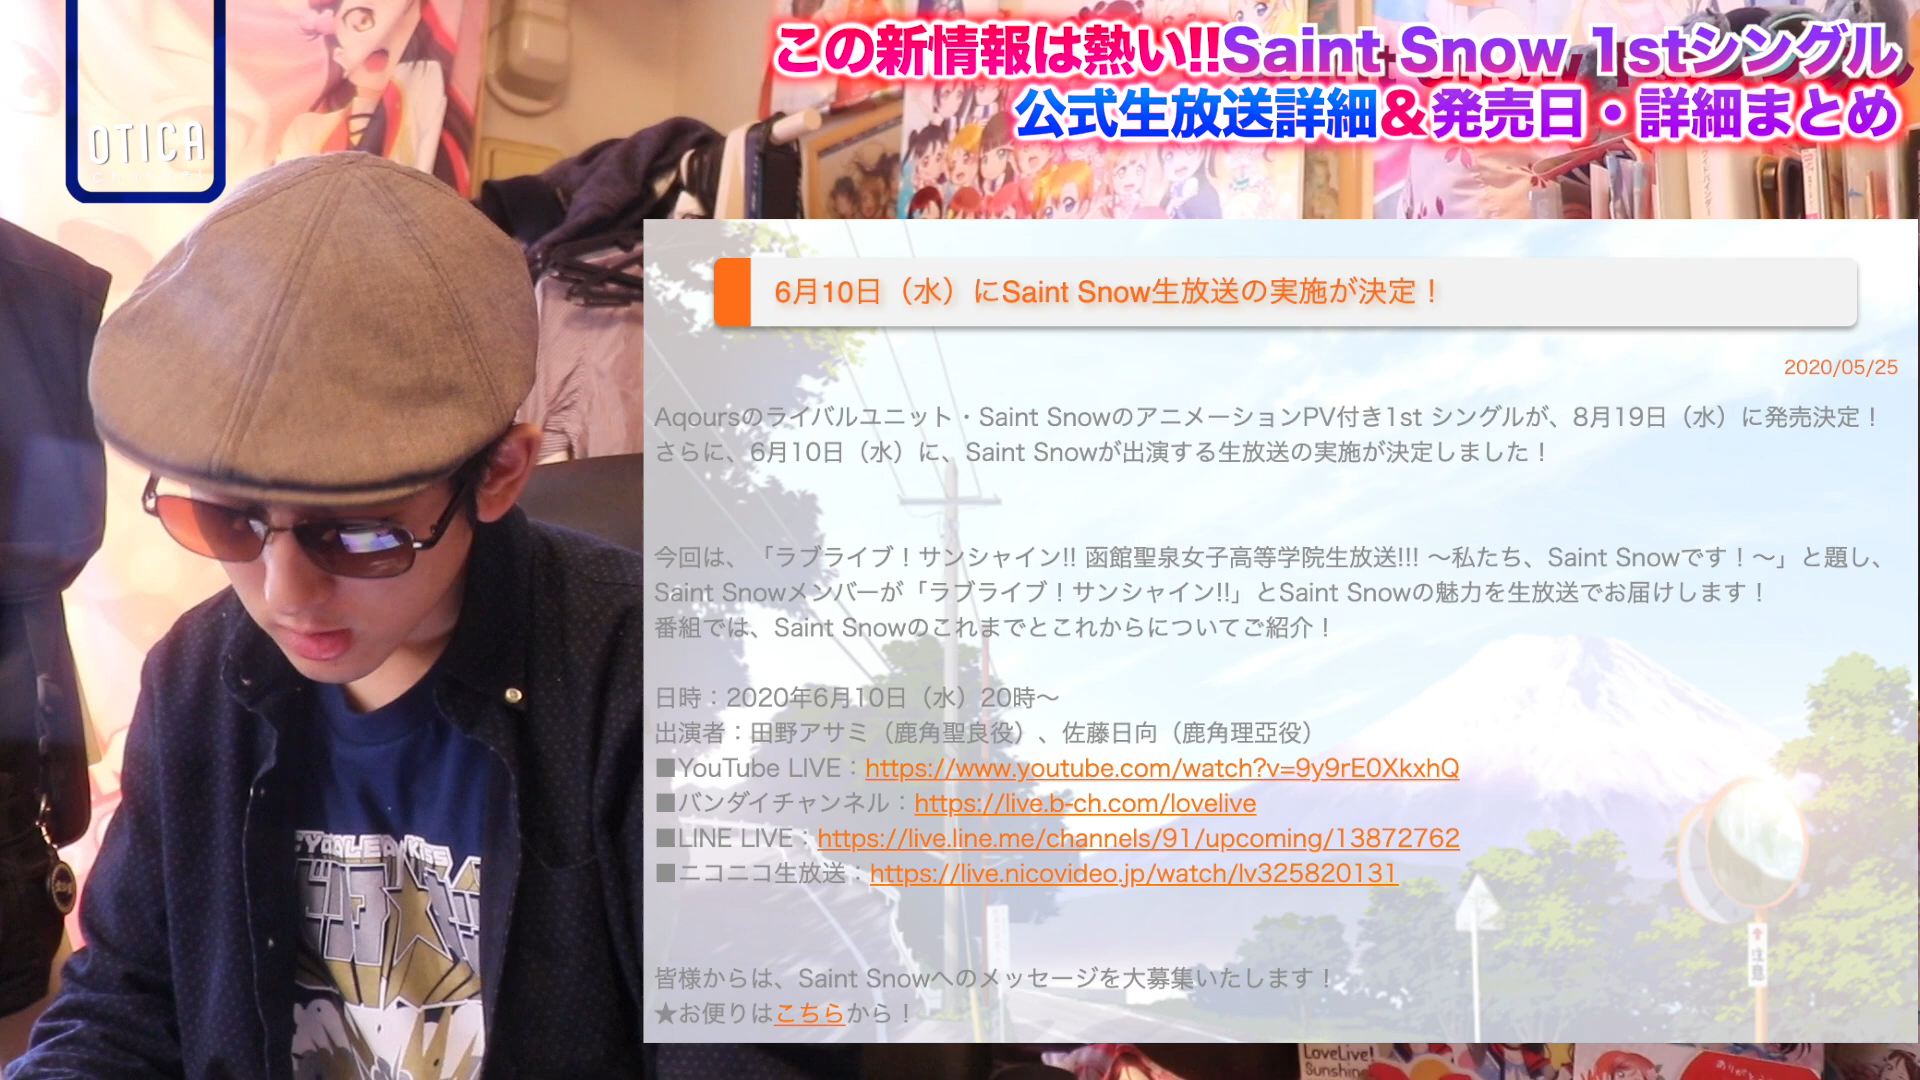 この新情報は熱い!!Saint Snow 1stシングル
公式生放送詳細&発売日・詳細まとめ
OTICA
6月10日（水）にSaint Snow生放送の実施が決定！
2020/05/25
Aqoursのライバルユニット・Saint SnowのアニメーションPV付き1st シングルが、8月19日（水）に発売決定！
さらに、6月10日（水）に、Saint Snowが出演する生放送の実施が決定しました！
今回は、「ラブライブ！サンシャイン!! 函館聖泉女子高等学院生放送!!! ～私たち、Saint Snowです！～」と題し、
Saint Snowメンバーが「ラブライブ！サンシャイン!!」とSaint Snowの魅力を生放送でお届けします！
番組では、Saint Snowのこれまでとこれからについてご紹介！
日時：2020年6月10日（水）20時～
出演者：田野アサミ（鹿角聖良役）、佐藤日向（鹿角理亞役）
■YouTube LIVE：https://www.youtube.com/watch?v=9y9rE0XkxhQ
■バンダイチャンネル：https://live.b-ch.com/lovelive
■LINE LIVE：https://live.line.me/channels/91/upcoming/13872762
■ニコニコ生放送：https://live.nicovideo.jp/watch/lv325820131
注意
皆様からは、Saint Snowへのメッセージを大募集いたします！
★お便りはこちらから！
LoveLive!
Sunshine